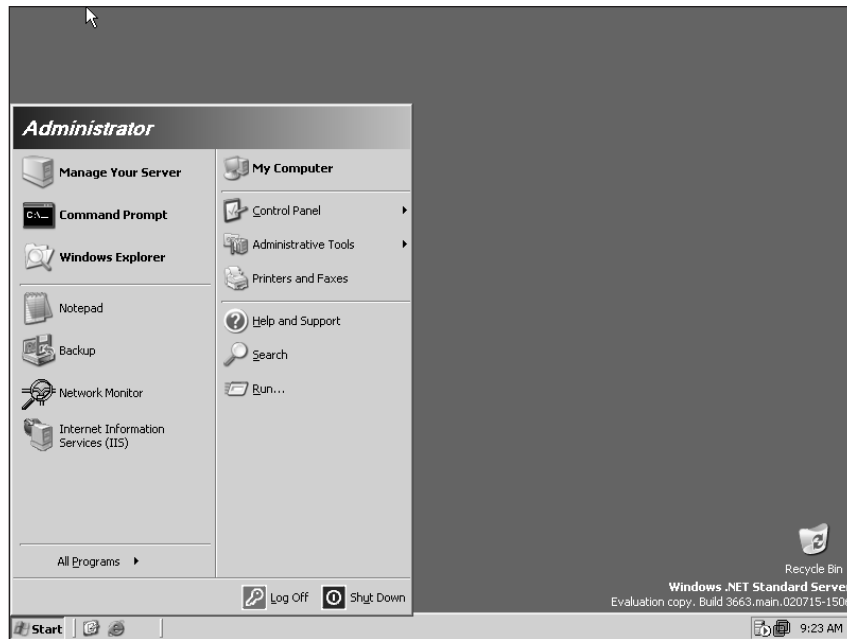 Administrator
Manage Your Server
Command Prompt
Windows Explorer
Notepad
Backup
Network Monitor
Internet Information
Services (IIS)
All Programs
My Computer
Control Panel
Administrative Tools
Printers and Faxes
Help and Support
Search
Run...
Log Off
Shut Down
Recycle Bin
Windows .NET Standard Server
Evaluation copy. Build 3663.main.020715-1506
Start
9:23 AM